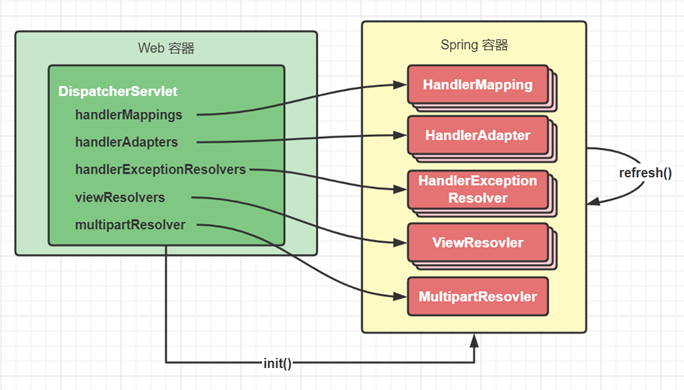 Web 容器
DispatcherServlet
handlerMappings
handlerAdapters
handlerExceptionResolvers
viewResolvers
multipartResolver
init()
Spring 容器
HandlerMapping
HandlerAdapter
HandlerException
Resolver
ViewResovler
MultipartResovler
refresh()